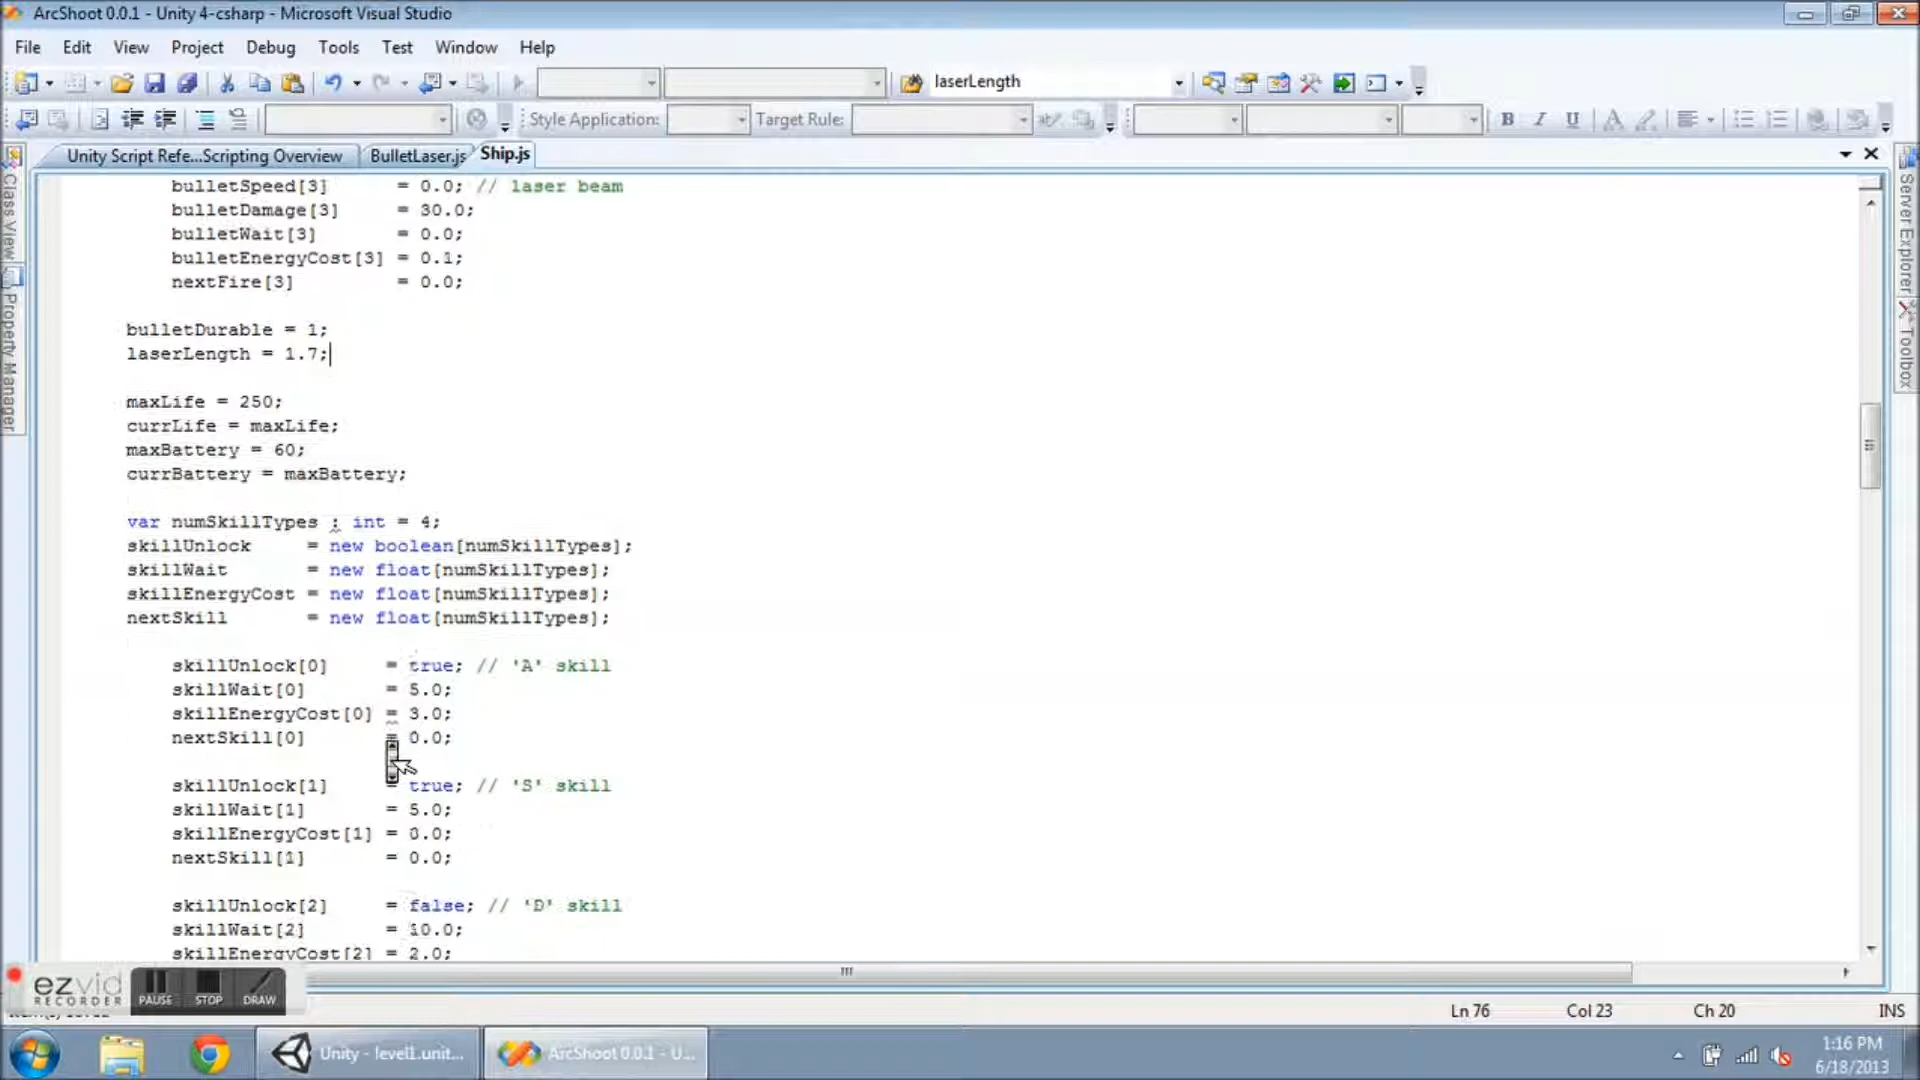 ArcShoot 0.0.1 - Unity 4-csharp - Microsoft Visual Studio
File Edit View Project Debug Tools Test Window Help
laserLength
Style Application: Target Rule: B I U A
Unity Script Refe...Scripting Overview BulletLaser.js Ship.js
Class View
Property Manager
Server Explorer
Toolbox
bulletSpeed[3] = 0.0; // laser beam
bulletDamage[3] = 30.0;
bulletWait[3] = 0.0;
bulletEnergyCost[3] = 0.1;
nextFire[3] = 0.0;
bulletDurable = 1;
laserLength = 1.7;
maxLife = 250;
currLife = maxLife;
maxBattery = 60;
currBattery = maxBattery;
var numSkillTypes : int = 4;
skillUnlock = new boolean[numSkillTypes];
skillWait = new float[numSkillTypes];
skillEnergyCost = new float[numSkillTypes];
nextSkill = new float[numSkillTypes];
skillUnlock[0] = true; // 'A' skill
skillWait[0] = 5.0;
skillEnergyCost[0] = 3.0;
nextSkill[0] = 0.0;
skillUnlock[1] = true; // 'S' skill
skillWait[1] = 5.0;
skillEnergyCost[1] = 0.0;
nextSkill[1] = 0.0;
skillUnlock[2] = false; // 'D' skill
skillWait[2] = 10.0;
skillEnergyCost[2] = 2.0;
ezvid
RECORDER
PAUSE STOP DRAW
Ln 76 Col 23 Ch 20 INS
Unity - level1.unit... ArcShoot 0.0.1 - U...
1:16 PM
6/18/2013